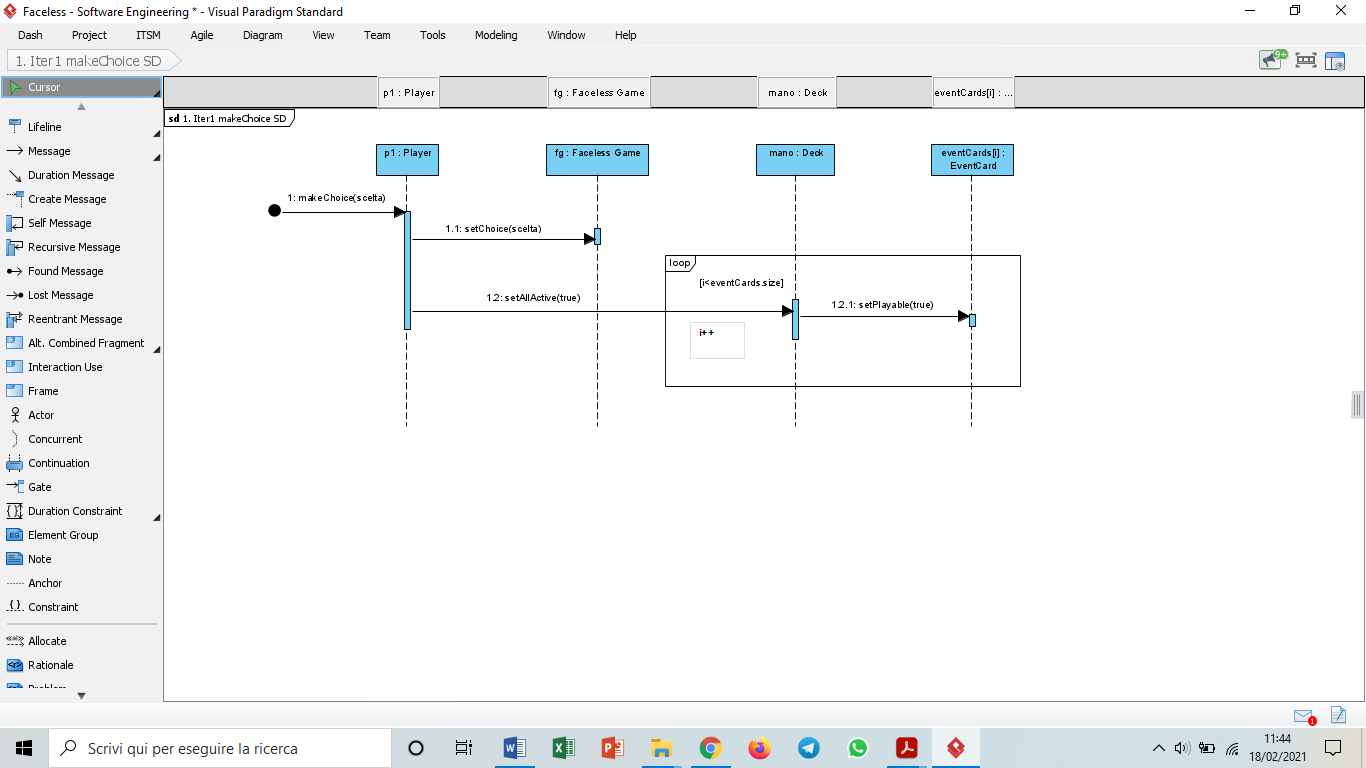 Faceless - Software Engineering * - Visual Paradigm Standard
Dash Project ITSM Agile Diagram View Team Tools Modeling Window Help
1. Iter1 makeChoice SD
9+
Cursor
Lifeline
Message
Duration Message
Create Message
Self Message
Recursive Message
Found Message
Lost Message
Reentrant Message
Alt. Combined Fragment
Interaction Use
Frame
Actor
Concurrent
Continuation
Gate
Duration Constraint
Element Group
Note
Anchor
Constraint
Allocate
Rationale
Problem
p1 : Player fg : Faceless Game mano : Deck eventCards[i] : ...
sd 1. Iter1 makeChoice SD
p1 : Player
fg : Faceless Game
mano : Deck
eventCards[i] :
EventCard
1: makeChoice(scelta)
1.1: setChoice(scelta)
loop
[i<eventCards.size]
1.2: setAllActive(true)
1.2.1: setPlayable(true)
i++
1
Scrivi qui per eseguire la ricerca
11:44
18/02/2021